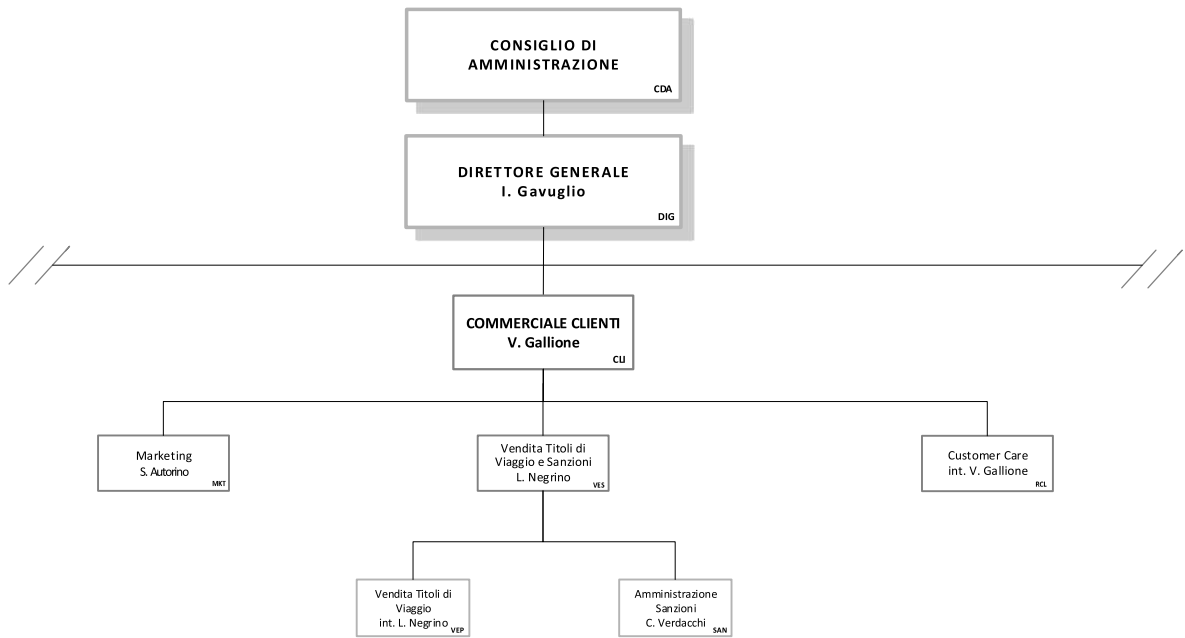 CONSIGLIO DI
AMMINISTRAZIONE
CDA
DIRETTORE GENERALE
I. Gavuglio
DIG
COMMERCIALE CLIENTI
V. Gallione
CLI
Marketing
S. Autorino
MKT
Vendita Titoli di
Viaggio e Sanzioni
L. Negrino
VES
Customer Care
int. V. Gallione
RCL
Vendita Titoli di
Viaggio
int. L. Negrino
VEP
Amministrazione
Sanzioni
C. Verdacchi
SAN